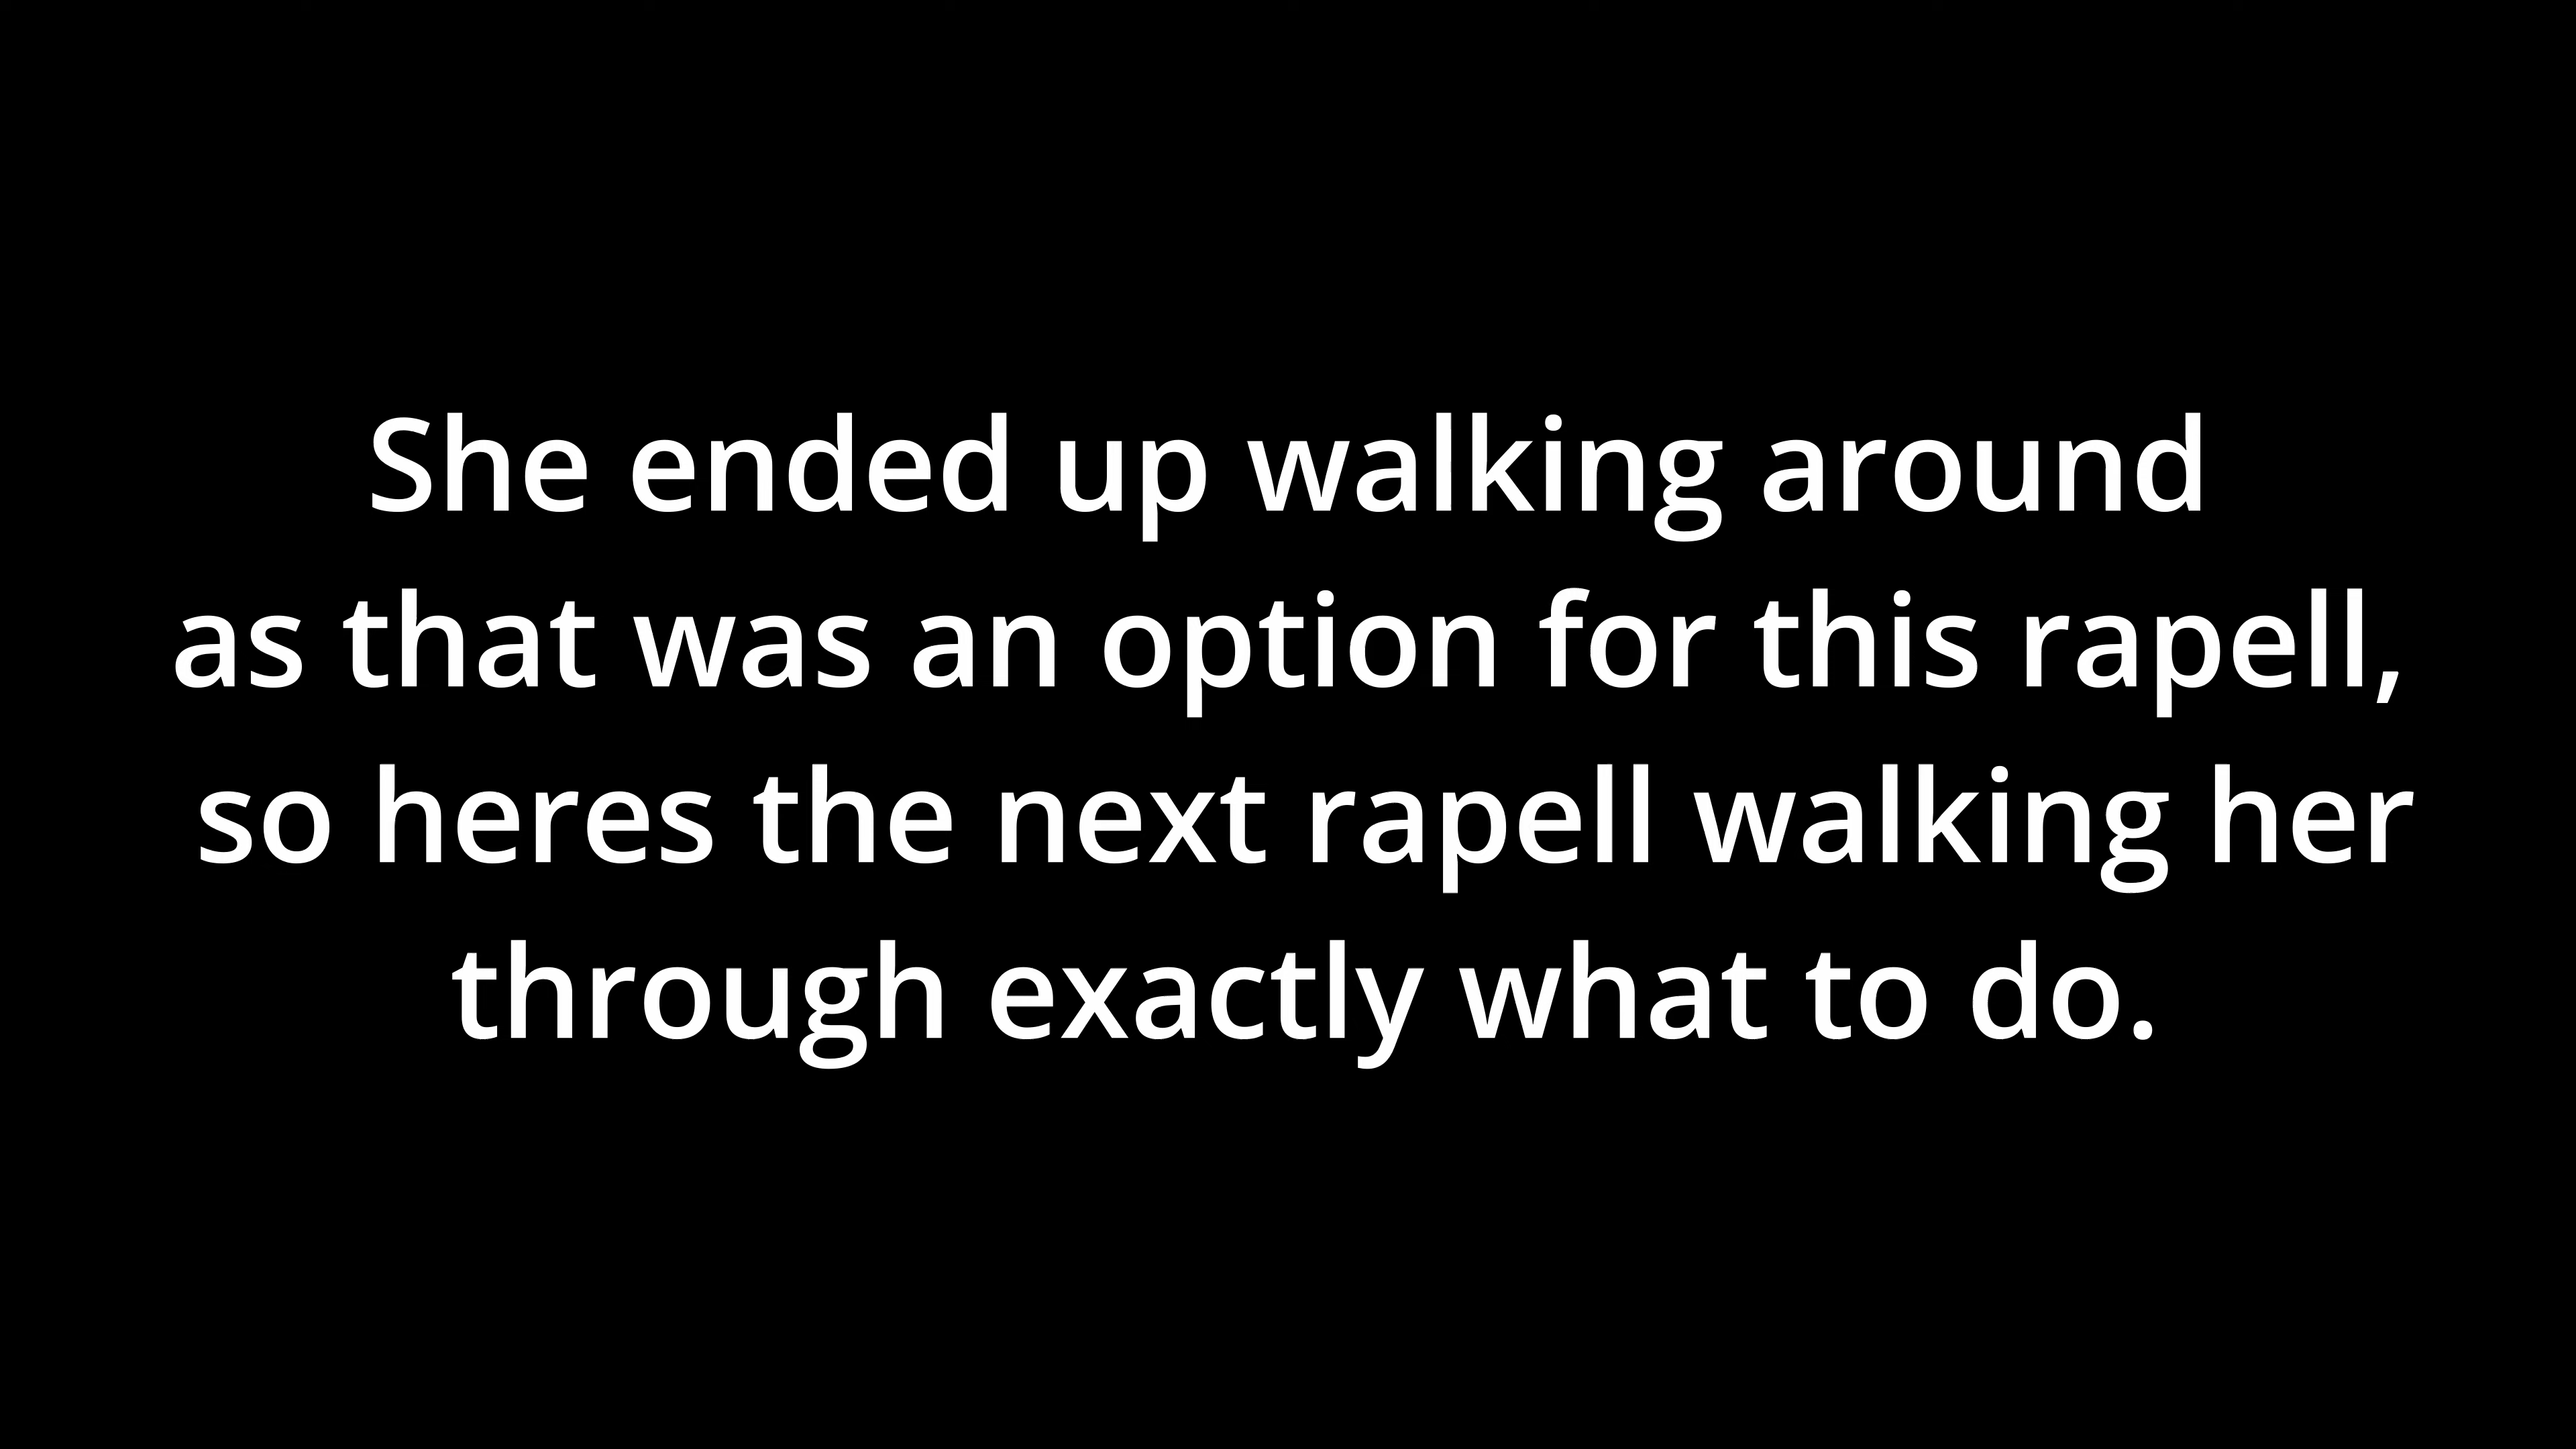 She ended up walking around
as that was an option for this rapell,
so heres the next rapell walking her
through exactly what to do.